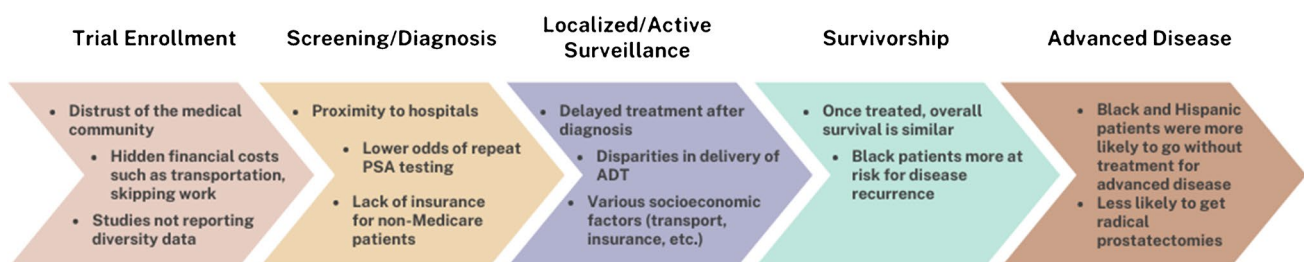 Trial Enrollment
Screening/Diagnosis
Localized/Active
Surveillance
Survivorship
Advanced Disease
• Distrust of the medical
community
• Hidden financial costs
such as transportation,
skipping work
• Studies not reporting
diversity data
• Proximity to hospitals
• Lower odds of repeat
PSA testing
• Lack of insurance
for non-Medicare
patients
• Delayed treatment after
diagnosis
• Disparities in delivery of
ADT
• Various socioeconomic
factors (transport,
insurance, etc.)
• Once treated, overall
survival is similar
• Black patients more at
risk for disease
recurrence
• Black and Hispanic
patients were more
likely to go without
treatment for
advanced disease
• Less likely to get
radical
prostatectomies